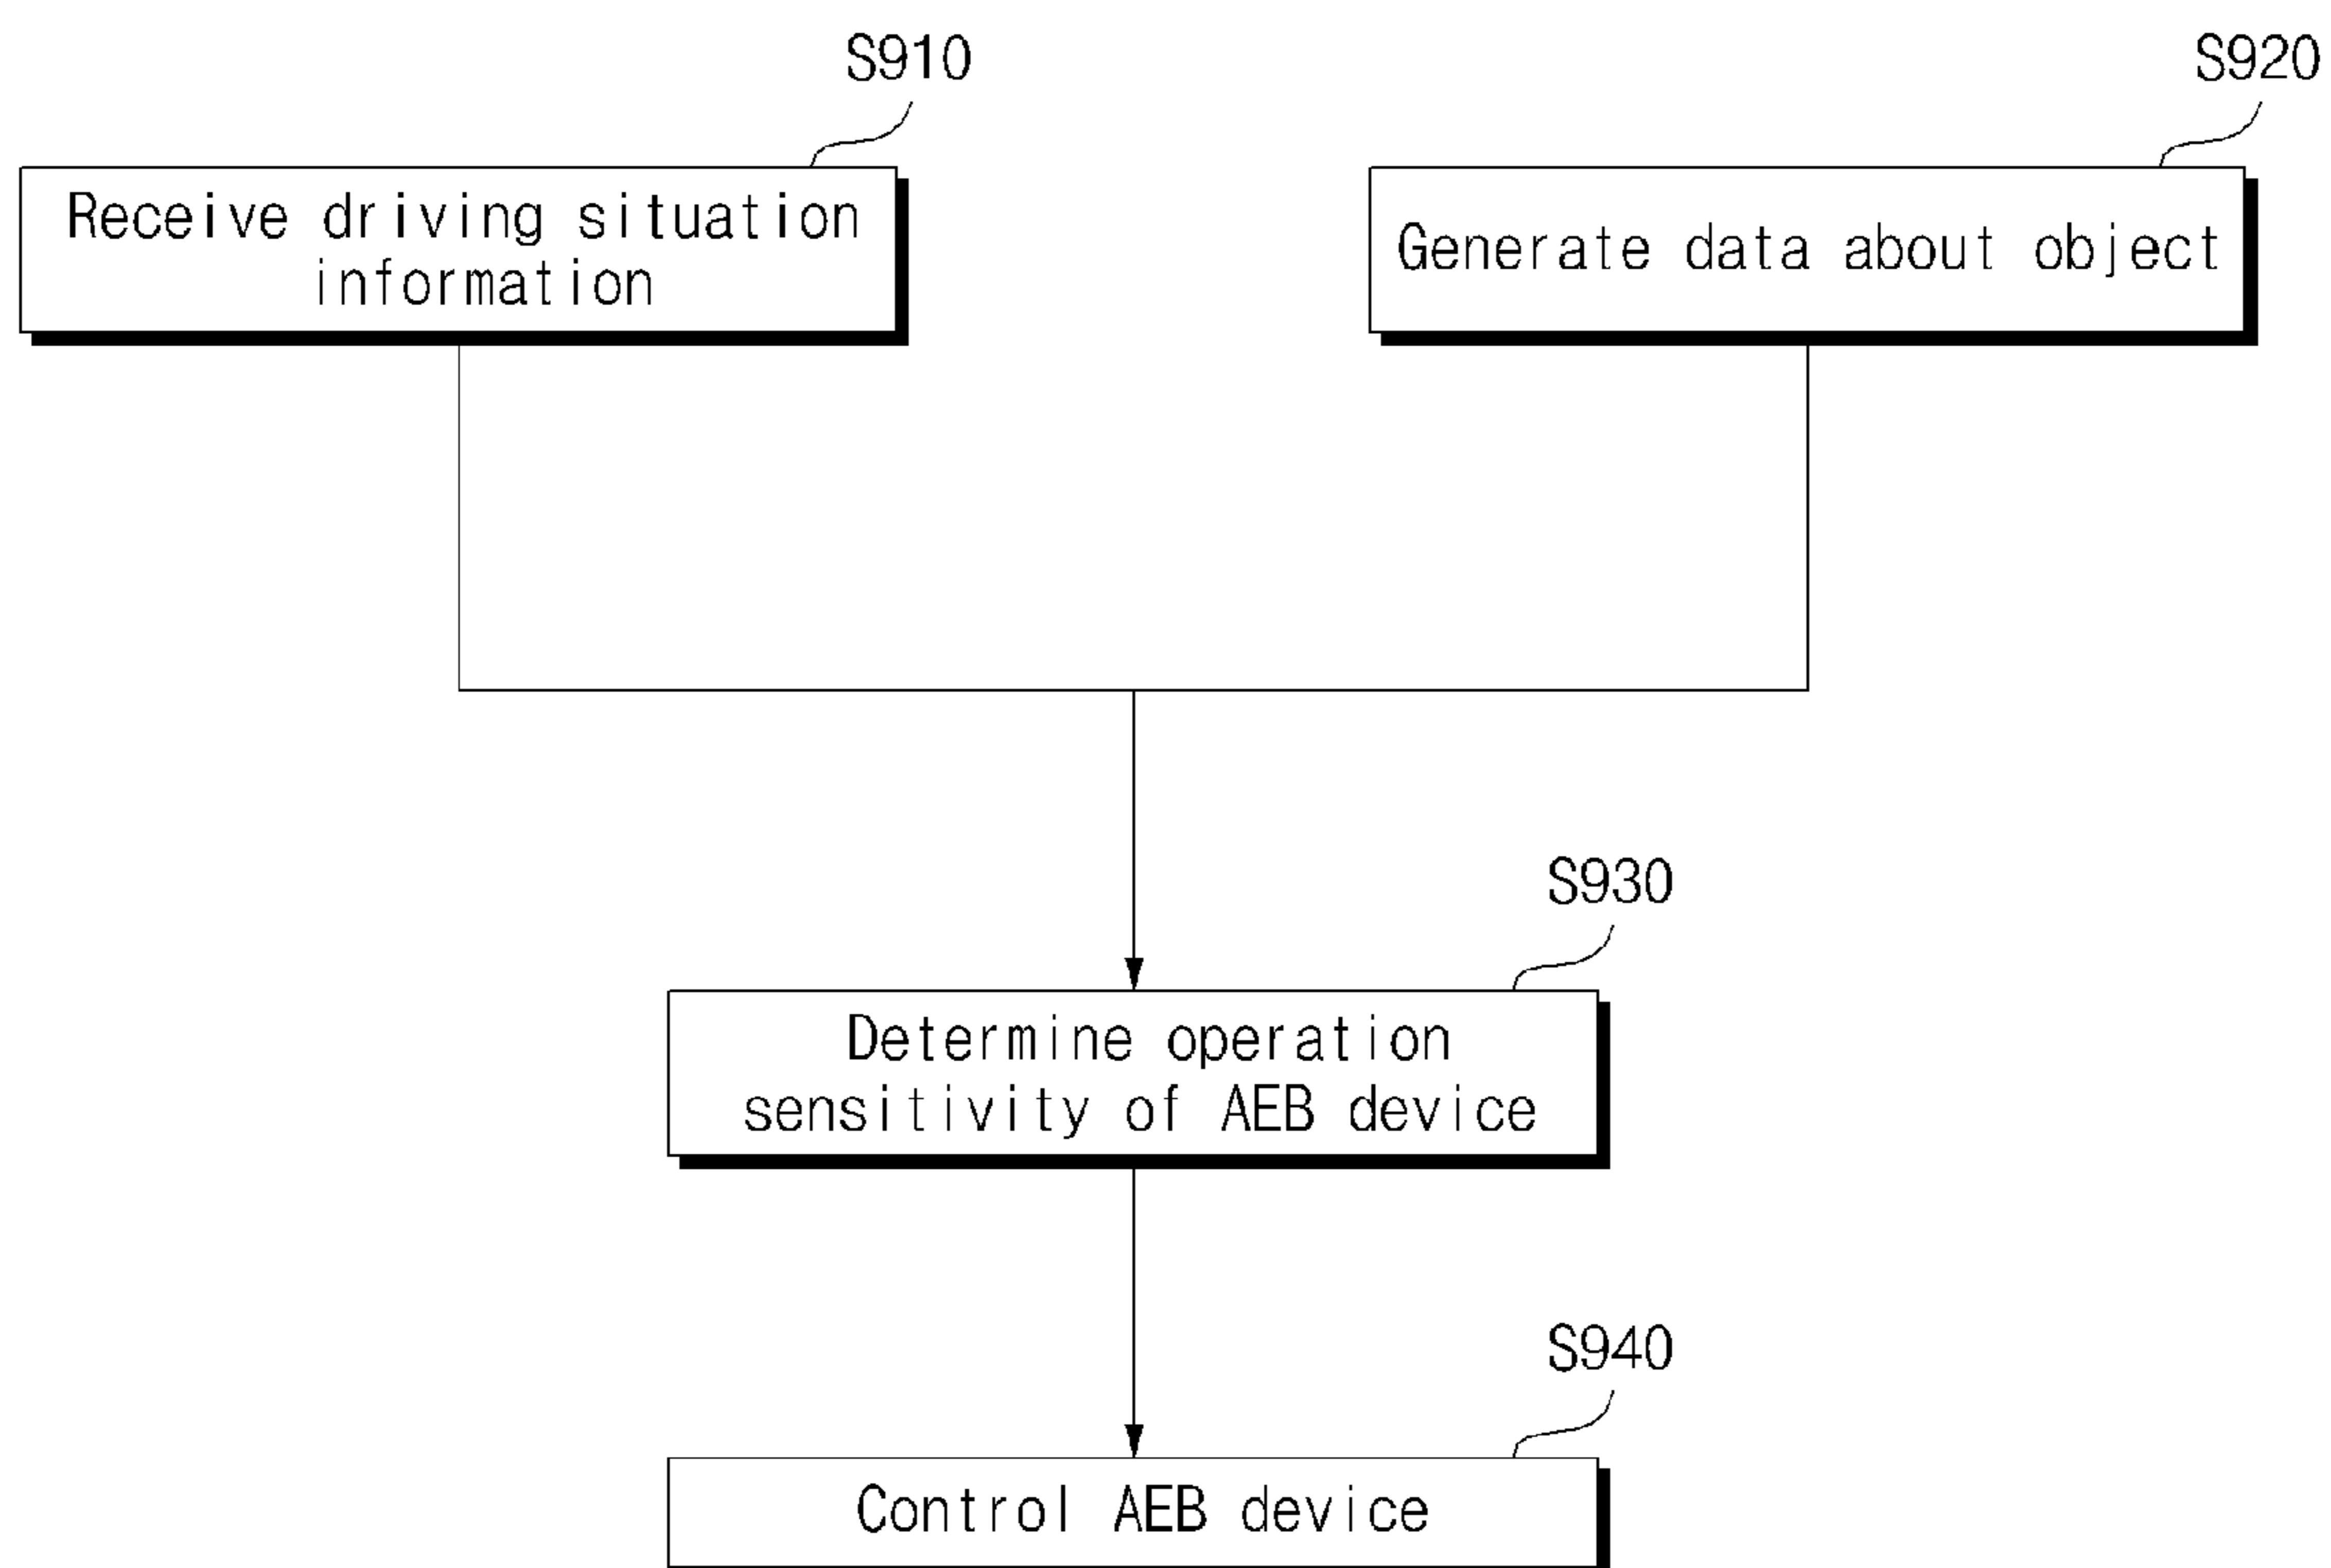 S910
S920
Receive driving situation
information
Generate data about object
S930
Determine operation
sensitivity of AEB device
S940
Control AEB device